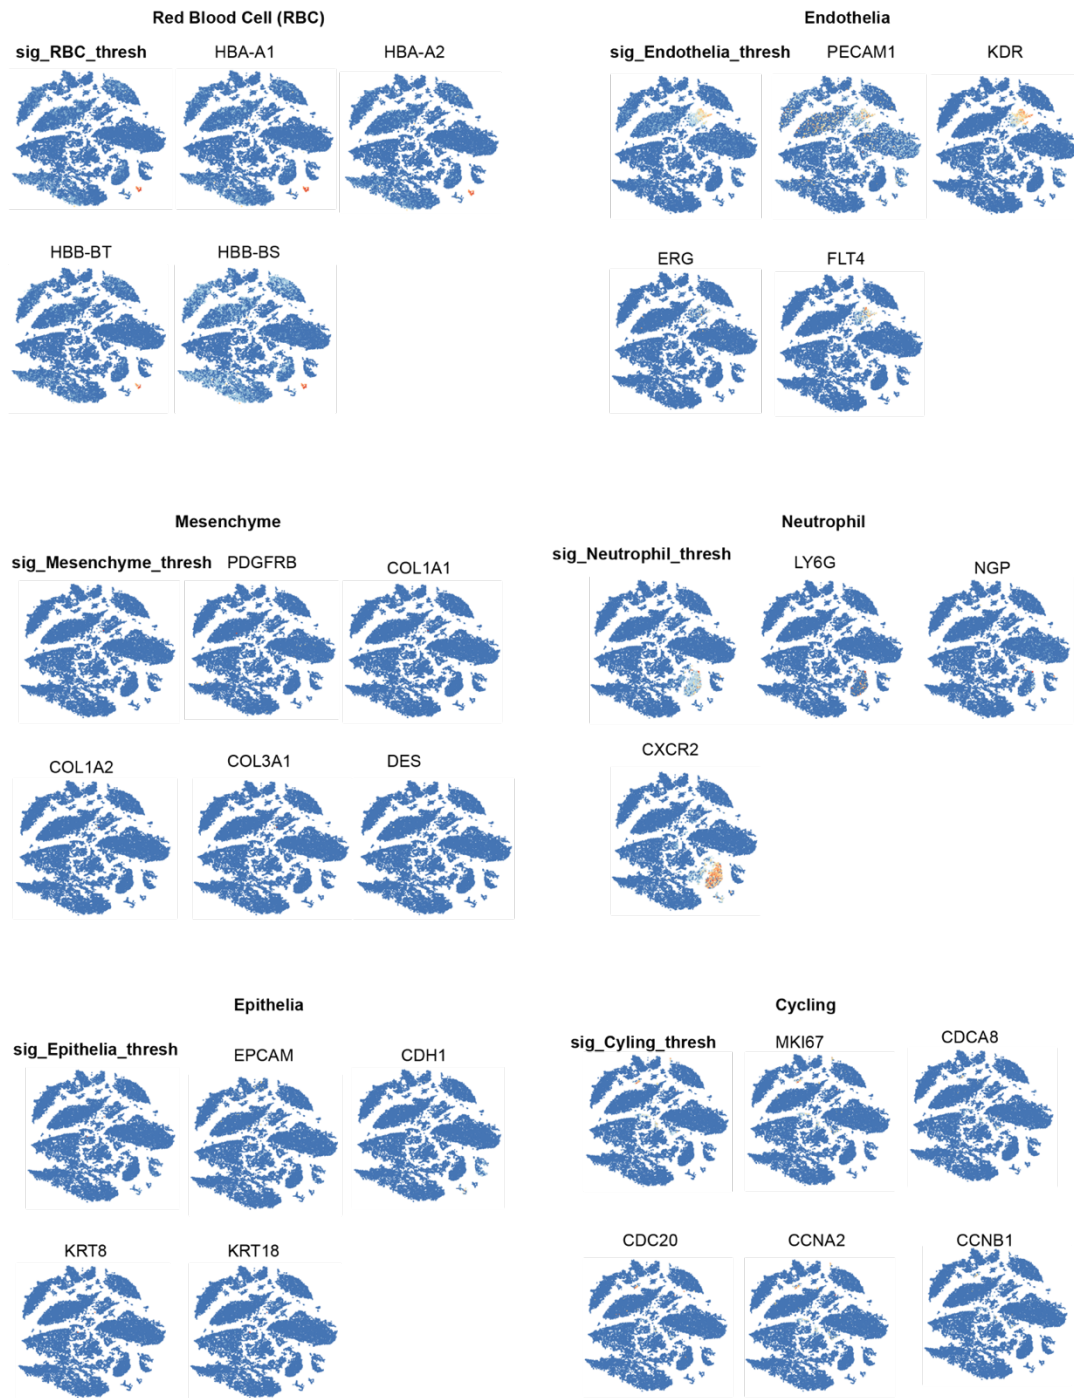 Red Blood Cell (RBC)
sig_RBC_thresh HBA-A1 HBA-A2
HBB-BT HBB-BS
Endothelia
sig_Endothelia_thresh PECAM1 KDR
ERG FLT4
Mesenchyme
sig_Mesenchyme_thresh PDGFRB COL1A1
COL1A2 COL3A1 DES
Neutrophil
sig_Neutrophil_thresh LY6G NGP
CXCR2
Epithelia
sig_Epithelia_thresh EPCAM CDH1
KRT8 KRT18
Cycling
sig_Cyling_thresh MKI67 CDCA8
CDC20 CCNA2 CCNB1